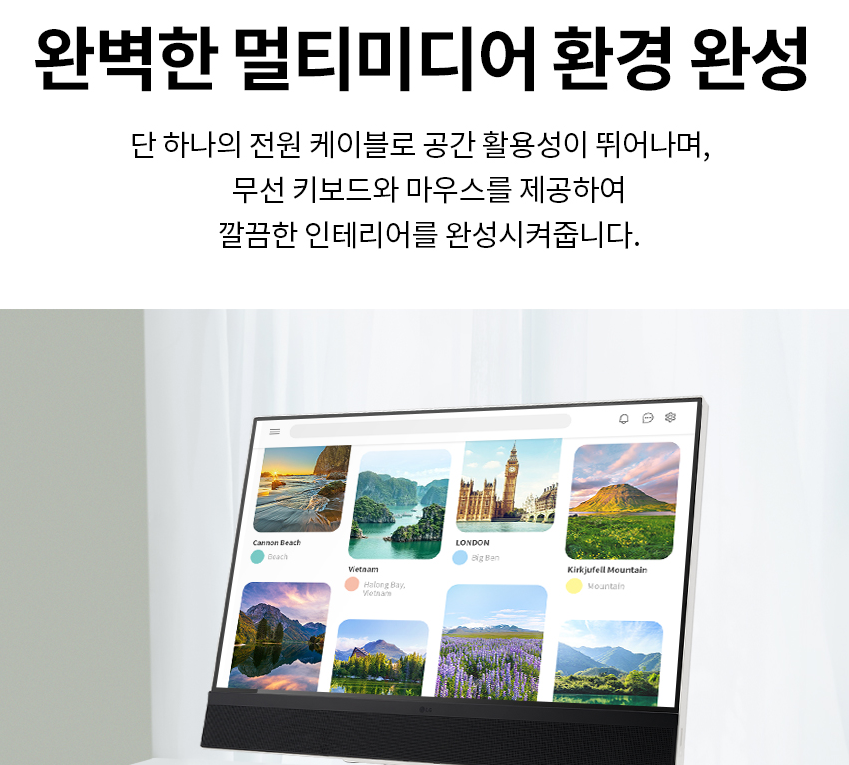 완벽한 멀티미디어 환경 완성
단 하나의 전원 케이블로 공간 활용성이 뛰어나며,
무선 키보드와 마우스를 제공하여
깔끔한 인테리어를 완성시켜줍니다.
Cannon Beach
Beach
Vietnam
Halong Bay,
Vietnam
LONDON
Big Ben
Kirkjufell Mountain
Mountain
LG